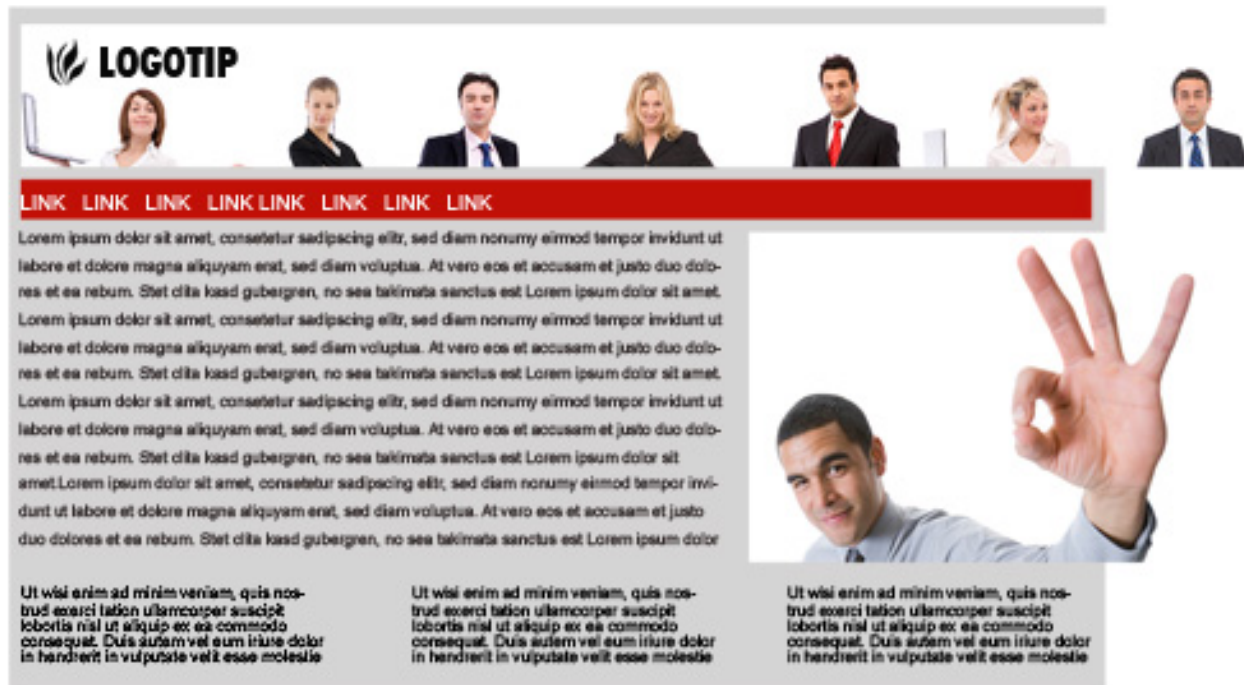 LOGOTIP
LINK LINK LINK LINK LINK LINK LINK LINK
Lorem ipsum dolor sit amet, consetetur sadipscing elitr, sed diam nonumy eirmod tempor invidunt ut
labore et dolore magna aliquyam erat, sed diam voluptua. At vero eos et accusam et justo duo dolo-
res et ea rebum. Stet clita kasd gubergren, no sea takimata sanctus est Lorem ipsum dolor sit amet.
Lorem ipsum dolor sit amet, consetetur sadipscing elitr, sed diam nonumy eirmod tempor invidunt ut
labore et dolore magna aliquyam erat, sed diam voluptua. At vero eos et accusam et justo duo dolo-
res et ea rebum. Stet clita kasd gubergren, no sea takimata sanctus est Lorem ipsum dolor sit amet.
Lorem ipsum dolor sit amet, consetetur sadipscing elitr, sed diam nonumy eirmod tempor invidunt ut
labore et dolore magna aliquyam erat, sed diam voluptua. At vero eos et accusam et justo duo dolo-
res et ea rebum. Stet clita kasd gubergren, no sea takimata sanctus est Lorem ipsum dolor sit
amet.Lorem ipsum dolor sit amet, consetetur sadipscing elitr, sed diam nonumy eirmod tempor invi-
dunt ut labore et dolore magna aliquyam erat, sed diam voluptua. At vero eos et accusam et justo
duo dolores et ea rebum. Stet clita kasd gubergren, no sea takimata sanctus est Lorem ipsum dolor
Ut wisi enim ad minim veniam, quis nos-
trud exerci tation ullamcorper suscipit
lobortis nisl ut aliquip ex ea commodo
consequat. Duis autem vel eum iriure dolor
in hendrerit in vulputate velit esse molestie
Ut wisi enim ad minim veniam, quis nos-
trud exerci tation ullamcorper suscipit
lobortis nisl ut aliquip ex ea commodo
consequat. Duis autem vel eum iriure dolor
in hendrerit in vulputate velit esse molestie
Ut wisi enim ad minim veniam, quis nos-
trud exerci tation ullamcorper suscipit
lobortis nisl ut aliquip ex ea commodo
consequat. Duis autem vel eum iriure dolor
in hendrerit in vulputate velit esse molestie